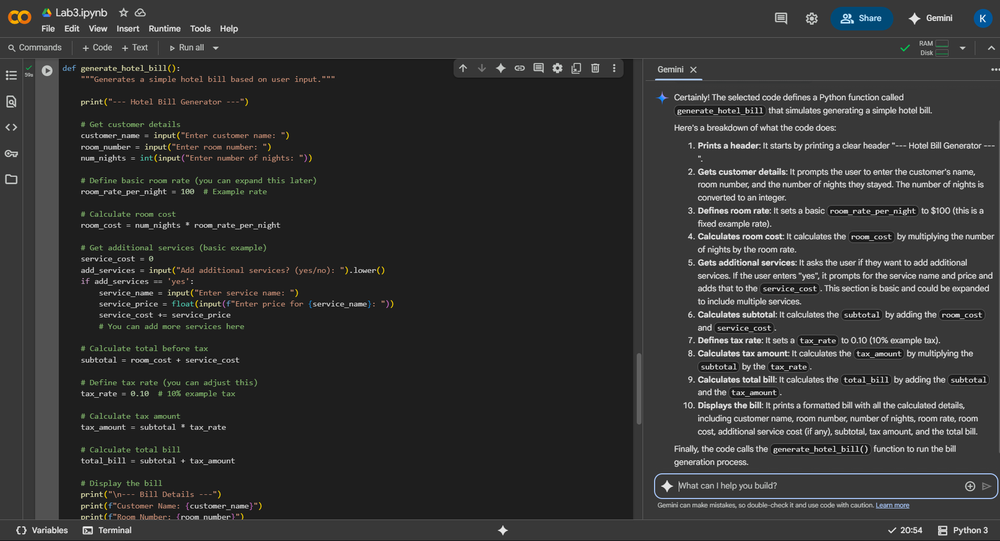 Lab3.ipynb
File Edit View Insert Runtime Tools Help
Share
Gemini
K
Commands + Code + Text Run all
RAM
Disk
59s
def generate_hotel_bill():
"""Generates a simple hotel bill based on user input."""
print("--- Hotel Bill Generator ---")
# Get customer details
customer_name = input("Enter customer name: ")
room_number = input("Enter room number: ")
num_nights = int(input("Enter number of nights: "))
# Define basic room rate (you can expand this later)
room_rate_per_night = 100  # Example rate
# Calculate room cost
room_cost = num_nights * room_rate_per_night
# Get additional services (basic example)
service_cost = 0
add_services = input("Add additional services? (yes/no): ").lower()
if add_services == 'yes':
service_name = input("Enter service name: ")
service_price = float(input(f"Enter price for {service_name}: "))
service_cost += service_price
# You can add more services here
# Calculate total before tax
subtotal = room_cost + service_cost
# Define tax rate (you can adjust this)
tax_rate = 0.10  # 10% example tax
# Calculate tax amount
tax_amount = subtotal * tax_rate
# Calculate total bill
total_bill = subtotal + tax_amount
# Display the bill
print("\n--- Bill Details ---")
print(f"Customer Name: {customer_name}")
print(f"Room Number: {room_number}")
Gemini
Certainly! The selected code defines a Python function called
generate_hotel_bill that simulates generating a simple hotel bill.
Here's a breakdown of what the code does:
1. Prints a header: It starts by printing a clear header "--- Hotel Bill Generator ---
".
2. Gets customer details: It prompts the user to enter the customer's name,
room number, and the number of nights they stayed. The number of nights is
converted to an integer.
3. Defines room rate: It sets a basic room_rate_per_night to $100 (this is a
fixed example rate).
4. Calculates room cost: It calculates the room_cost by multiplying the number
of nights by the room rate.
5. Gets additional services: It asks the user if they want to add additional
services. If the user enters "yes", it prompts for the service name and price and
adds that to the service_cost. This section is basic and could be expanded
to include multiple services.
6. Calculates subtotal: It calculates the subtotal by adding the room_cost
and service_cost.
7. Defines tax rate: It sets a tax_rate to 0.10 (10% example tax).
8. Calculates tax amount: It calculates the tax_amount by multiplying the
subtotal by the tax_rate.
9. Calculates total bill: It calculates the total_bill by adding the subtotal
and the tax_amount.
10. Displays the bill: It prints a formatted bill with all the calculated details,
including customer name, room number, number of nights, room rate, room
cost, additional service cost (if any), subtotal, tax amount, and the total bill.
Finally, the code calls the generate_hotel_bill() function to run the bill
generation process.
What can I help you build?
Gemini can make mistakes, so double-check it and use code with caution. Learn more
Variables Terminal
20:54 Python 3